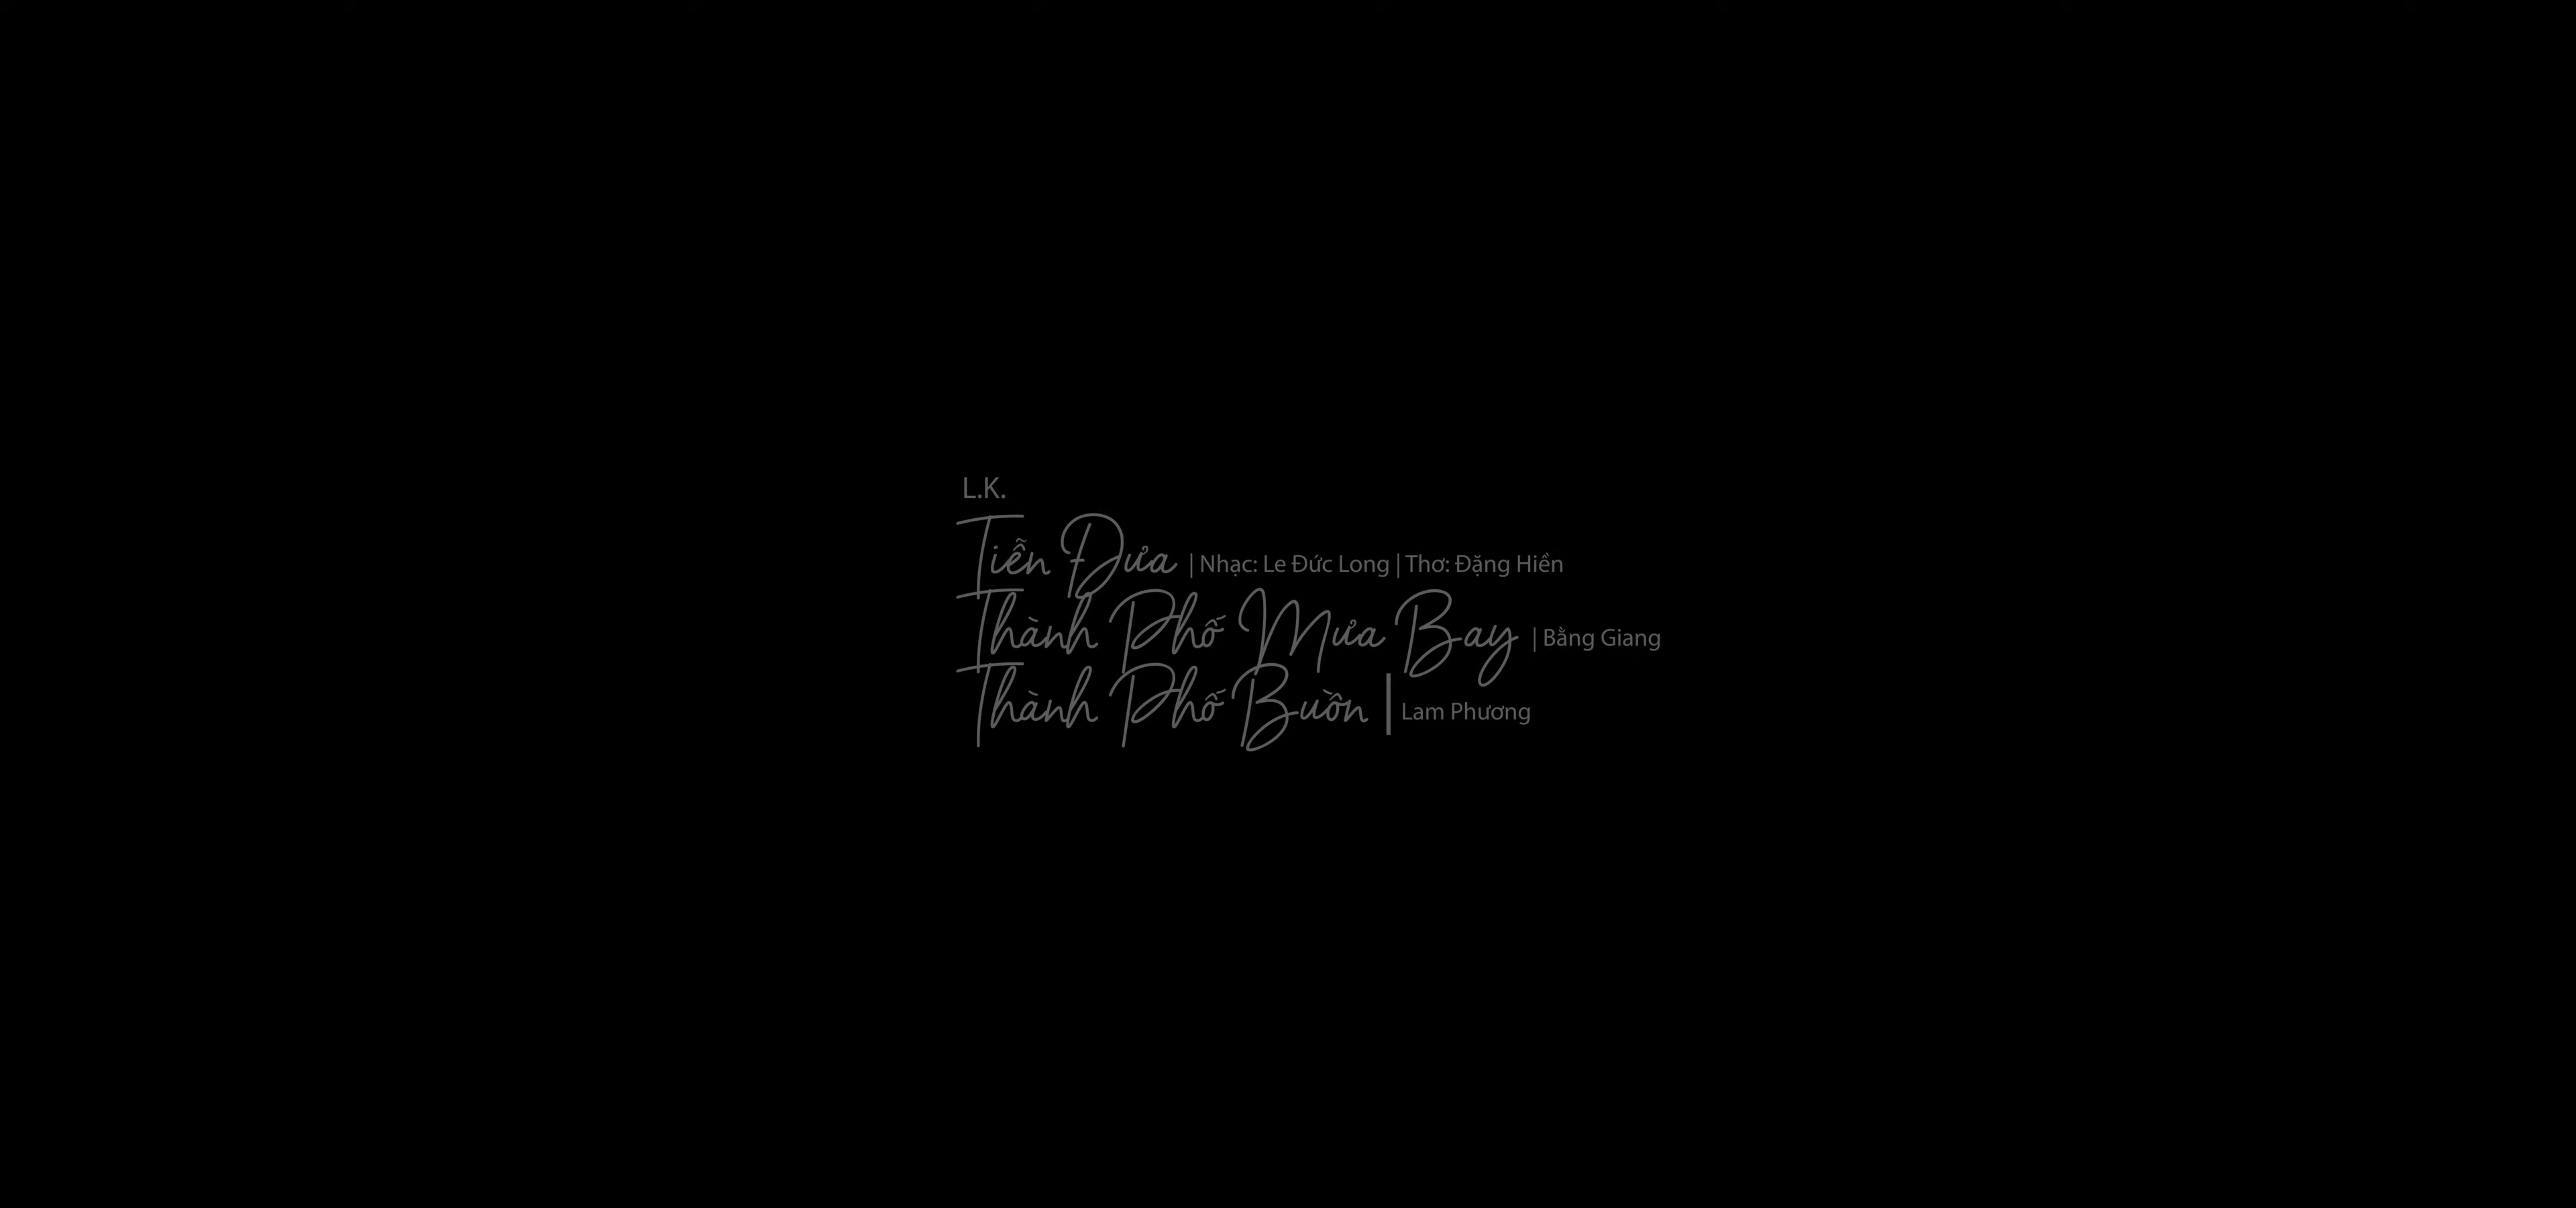 L.K.
Tiễn Đưa | Nhạc: Le Đức Long | Thơ: Đặng Hiền
Thành Phố Mưa Bay | Bằng Giang
Thành Phố Buồn | Lam Phương